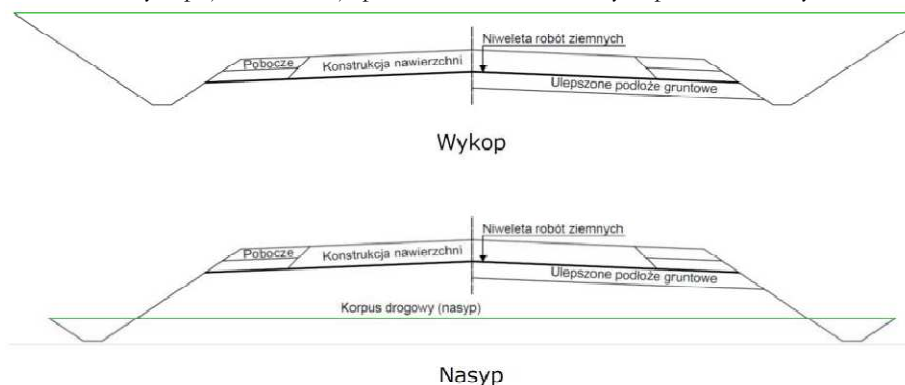 Niweleta robót ziemnych
Pobocze
Konstrukcja nawierzchni
Ulepszone podłoże gruntowe
Wykop
Niweleta robót ziemnych
Pobocze
Konstrukcja nawierzchni
Ulepszone podłoże gruntowe
Korpus drogowy (nasyp)
Nasyp